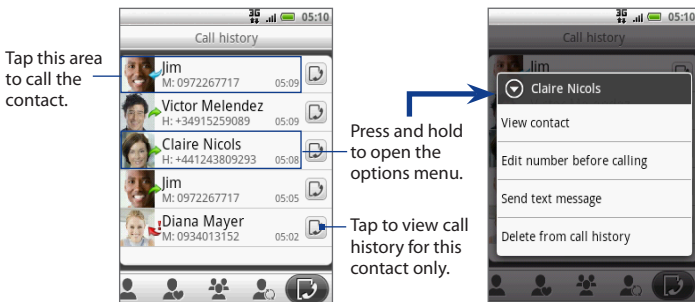 Tap this area
to call the
contact.
3G 05:10
Call history
Jim
M: 0972267717 05:09
Victor Melendez
H: +34915259089 05:09
Claire Nicols
H: +441243809293 05:08
Jim
M: 0972267717 05:05
Diana Mayer
M: 0934013152 05:02
Press and hold
to open the
options menu.
Tap to view call
history for this
contact only.
3G 05:10
Call history
Jim
Claire Nicols
View contact
Edit number before calling
Send text message
Delete from call history